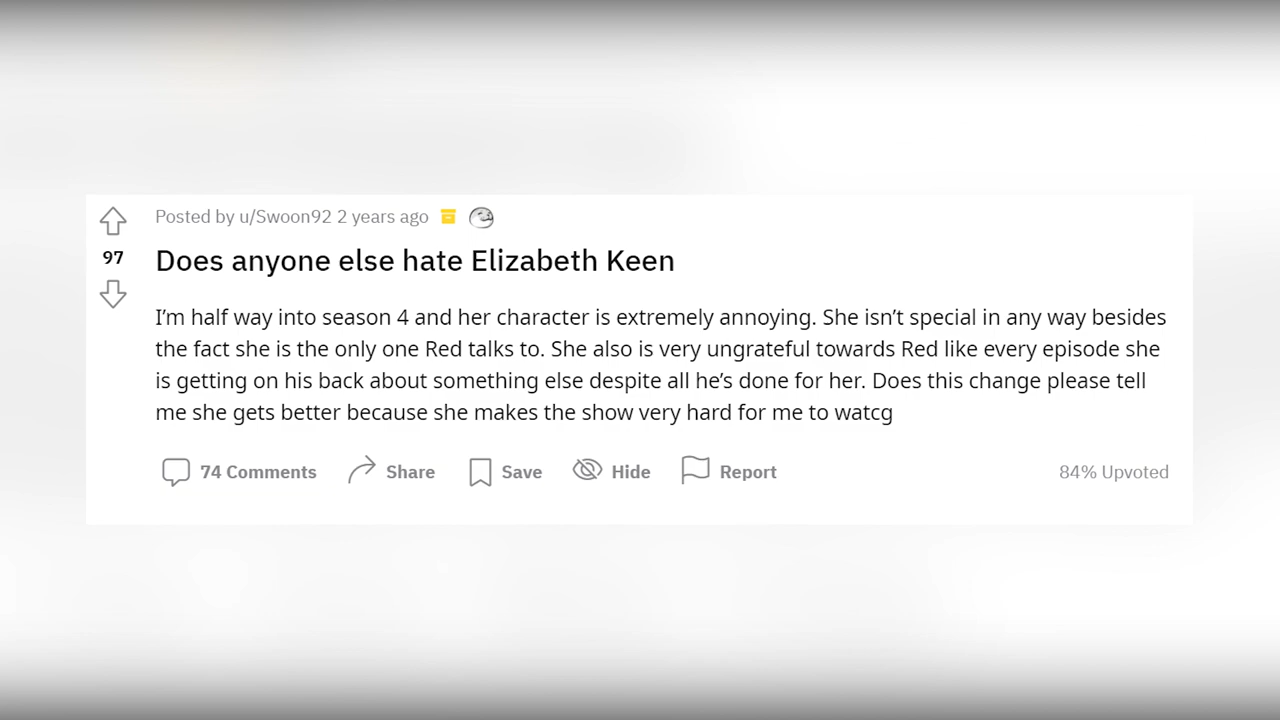 Posted by u/Swoon92 2 years ago
97
Does anyone else hate Elizabeth Keen
I’m half way into season 4 and her character is extremely annoying. She isn’t special in any way besides
the fact she is the only one Red talks to. She also is very ungrateful towards Red like every episode she
is getting on his back about something else despite all he’s done for her. Does this change please tell
me she gets better because she makes the show very hard for me to watcg
74 Comments Share Save Hide Report 84% Upvoted